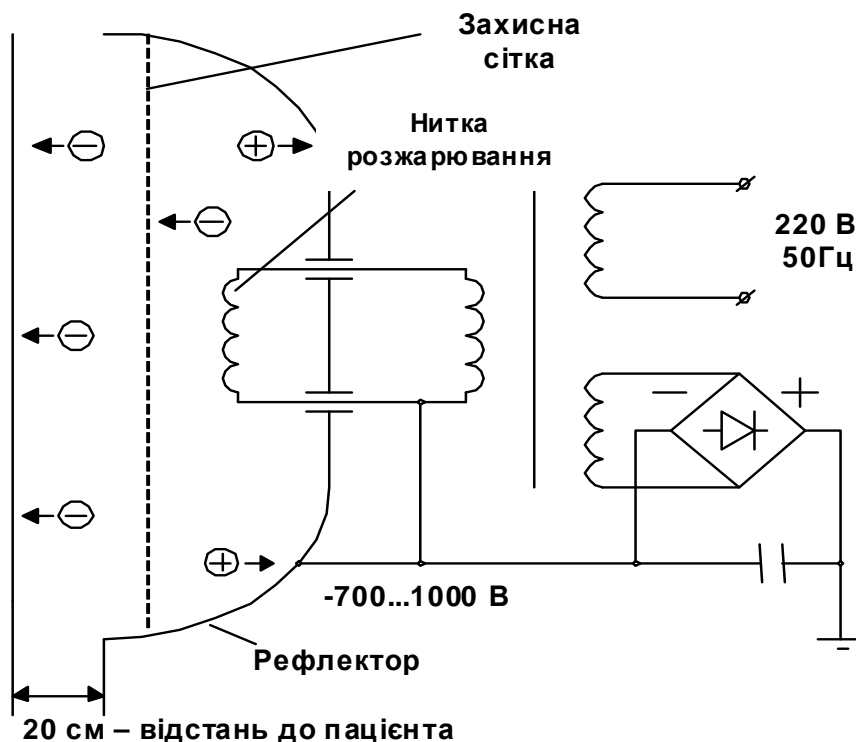 Захисна
сітка
Нитка
розжарювання
220 В
50Гц
-700...1000 В
Рефлектор
20 см – відстань до пацієнта